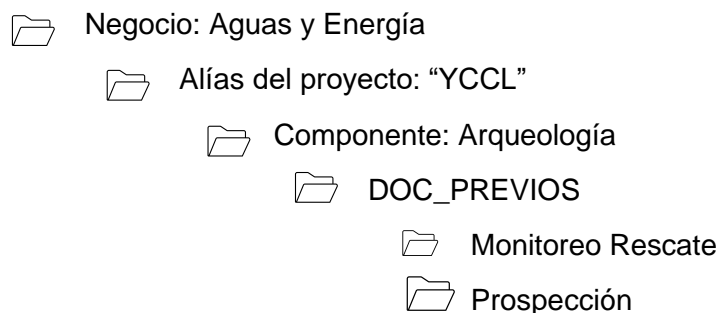 Negocio: Aguas y Energía
Alías del proyecto: “YCCL”
Componente: Arqueología
DOC_PREVIOS
Monitoreo Rescate
Prospección